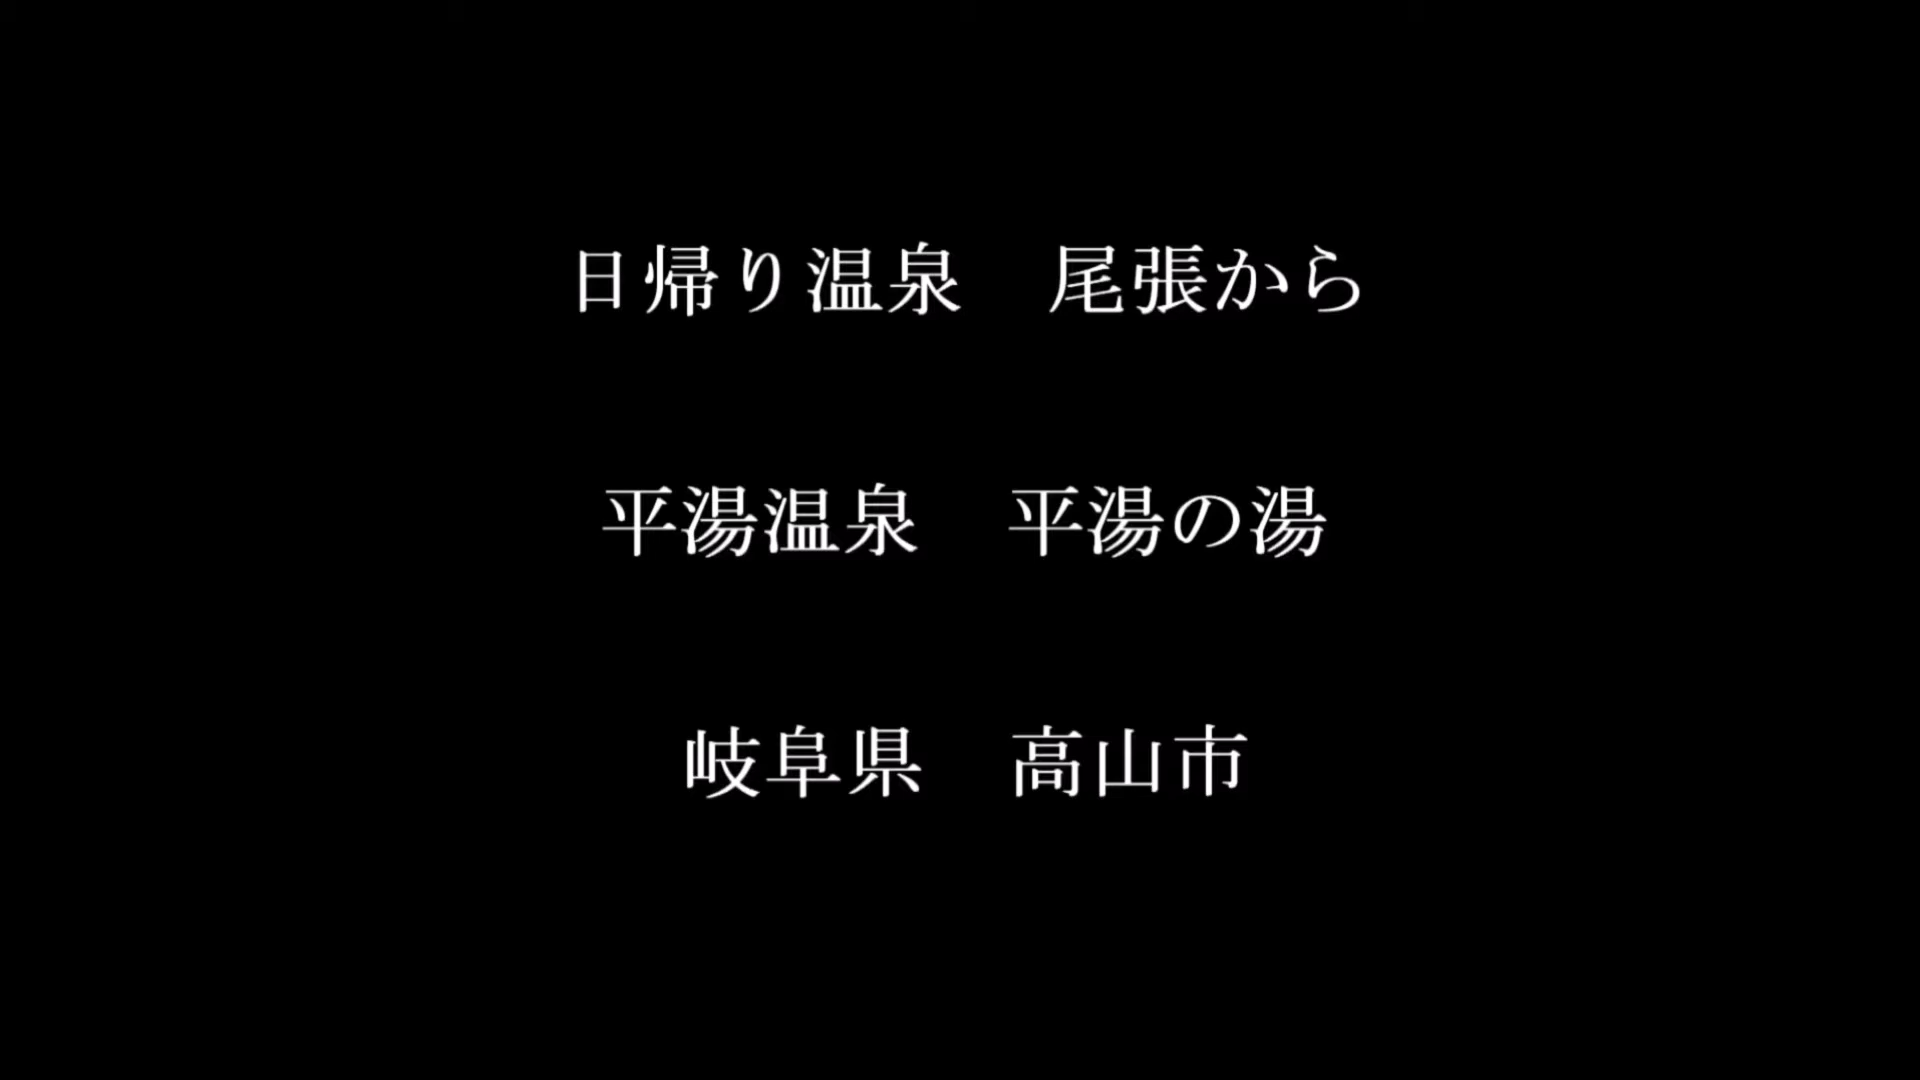 日帰り温泉　尾張から
平湯温泉　平湯の湯
岐阜県　高山市